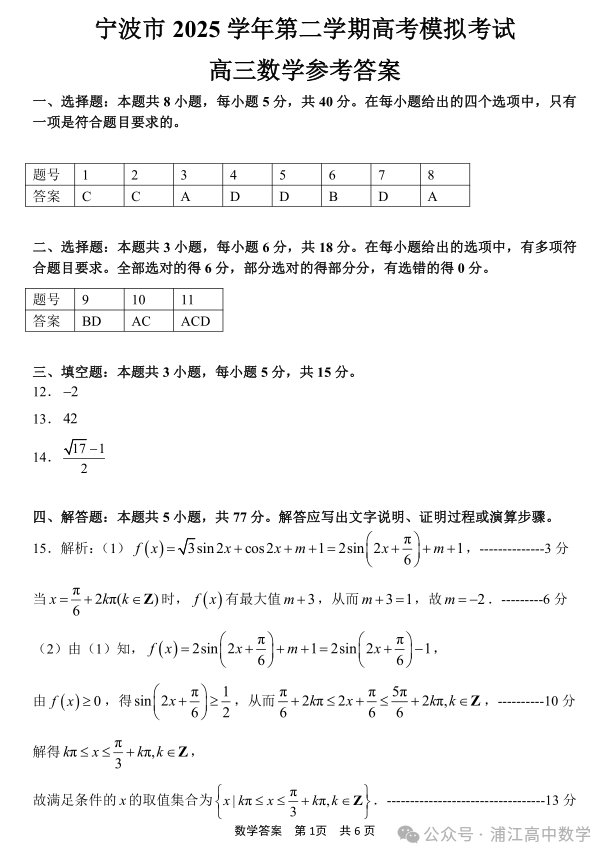 宁波市 2025 学年第二学期高考模拟考试
高三数学参考答案
一、选择题：本题共 8 小题，每小题 5 分，共 40 分。在每小题给出的四个选项中，只有
一项是符合题目要求的。
题号 1 2 3 4 5 6 7 8
答案 C C A D D B D A
二、选择题：本题共 3 小题，每小题 6 分，共 18 分。在每小题给出的选项中，有多项符
合题目要求。全部选对的得 6 分，部分选对的得部分分，有选错的得 0 分。
题号 9 10 11
答案 BD AC ACD
三、填空题：本题共 3 小题，每小题 5 分，共 15 分。
12．−2
13．42
14．(√17 −1)/2
四、解答题：本题共 5 小题，共 77 分。解答应写出文字说明、证明过程或演算步骤。
15．解析：（1） f(x)= √3sin2x+cos2x+m+1=2sin(2x+π/6)+m+1，--------------3 分
当 x=π/6+2kπ(k∈Z) 时， f(x) 有最大值 m+3，从而 m+3=1，故 m=−2．---------6 分
（2）由（1）知， f(x)=2sin(2x+π/6)+m+1=2sin(2x+π/6)−1，
由 f(x)≥0，得 sin(2x+π/6)≥1/2，从而 π/6+2kπ≤2x+π/6≤5π/6+2kπ,k∈Z，----------10 分
解得 kπ≤x≤π/3+kπ,k∈Z，
故满足条件的 x 的取值集合为 {x|kπ≤x≤π/3+kπ,k∈Z}．----------------------------------13 分
数学答案 第 1页 共 6 页
公众号 · 浦江高中数学